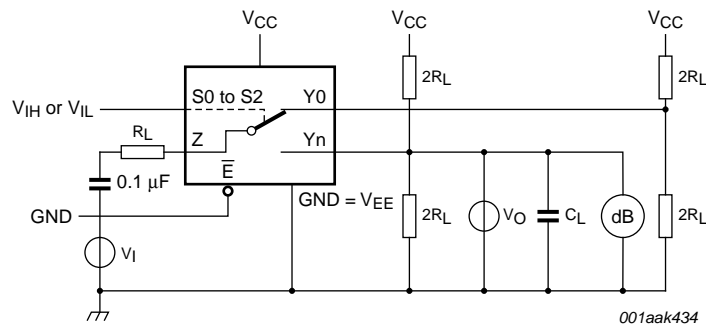 VCC VCC VCC
2RL 2RL
S0 to S2 Y0
VIH or VIL
RL Z Yn
E̅
0.1 μF GND = VEE
GND 2RL VO CL dB 2RL
VI
001aak434